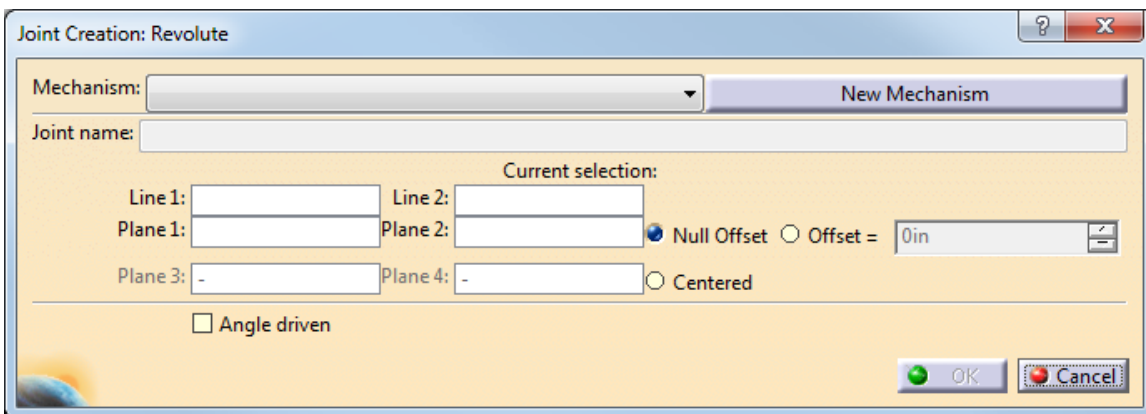 Joint Creation: Revolute
?
X
Mechanism:
New Mechanism
Joint name:
Current selection:
Line 1:
Line 2:
Plane 1:
Plane 2:
Null Offset
Offset =
0in
Plane 3: -
Plane 4: -
Centered
Angle driven
OK
Cancel